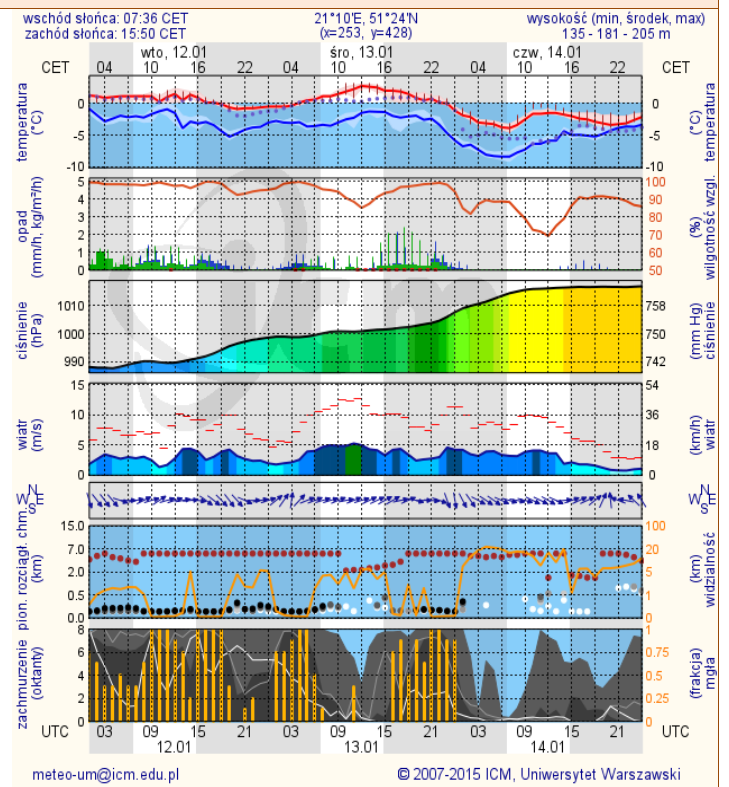 wschód słońca: 07:36 CET 21°10'E, 51°24'N wysokość (min, środek, max)
zachód słońca: 15:50 CET (x=253, y=428) 135 - 181 - 205 m
wto, 12.01 śro, 13.01 czw, 14.01
CET 04 10 16 22 04 10 16 22 04 10 16 22 CET
temperatura
(°C)
0
-5
-10
0
-5
-10
temperatura
(°C)
opad
(mm/h, kg/m²/h)
5
4
3
2
1
0
100
90
80
70
60
50
(%)
wilgotność wzgl.
ciśnienie
(hPa)
1010
1000
990
758
750
742
(mm Hg)
ciśnienie
wiatr
(m/s)
15
10
5
0
54
36
18
0
(km/h)
wiatr
N
W E
S
N
W E
S
pion. rozciągł. chm.
(km)
15.0
7.0
2.0
0.5
0.0
100
20
5
1
0
(km)
widzialność
zachmurzenie
(oktanty)
8
6
4
2
0
1
0.75
0.5
0.25
0
(frakcja)
mgła
UTC 03 09 15 21 03 09 15 21 03 09 15 21 UTC
12.01 13.01 14.01
meteo-um@icm.edu.pl © 2007-2015 ICM, Uniwersytet Warszawski